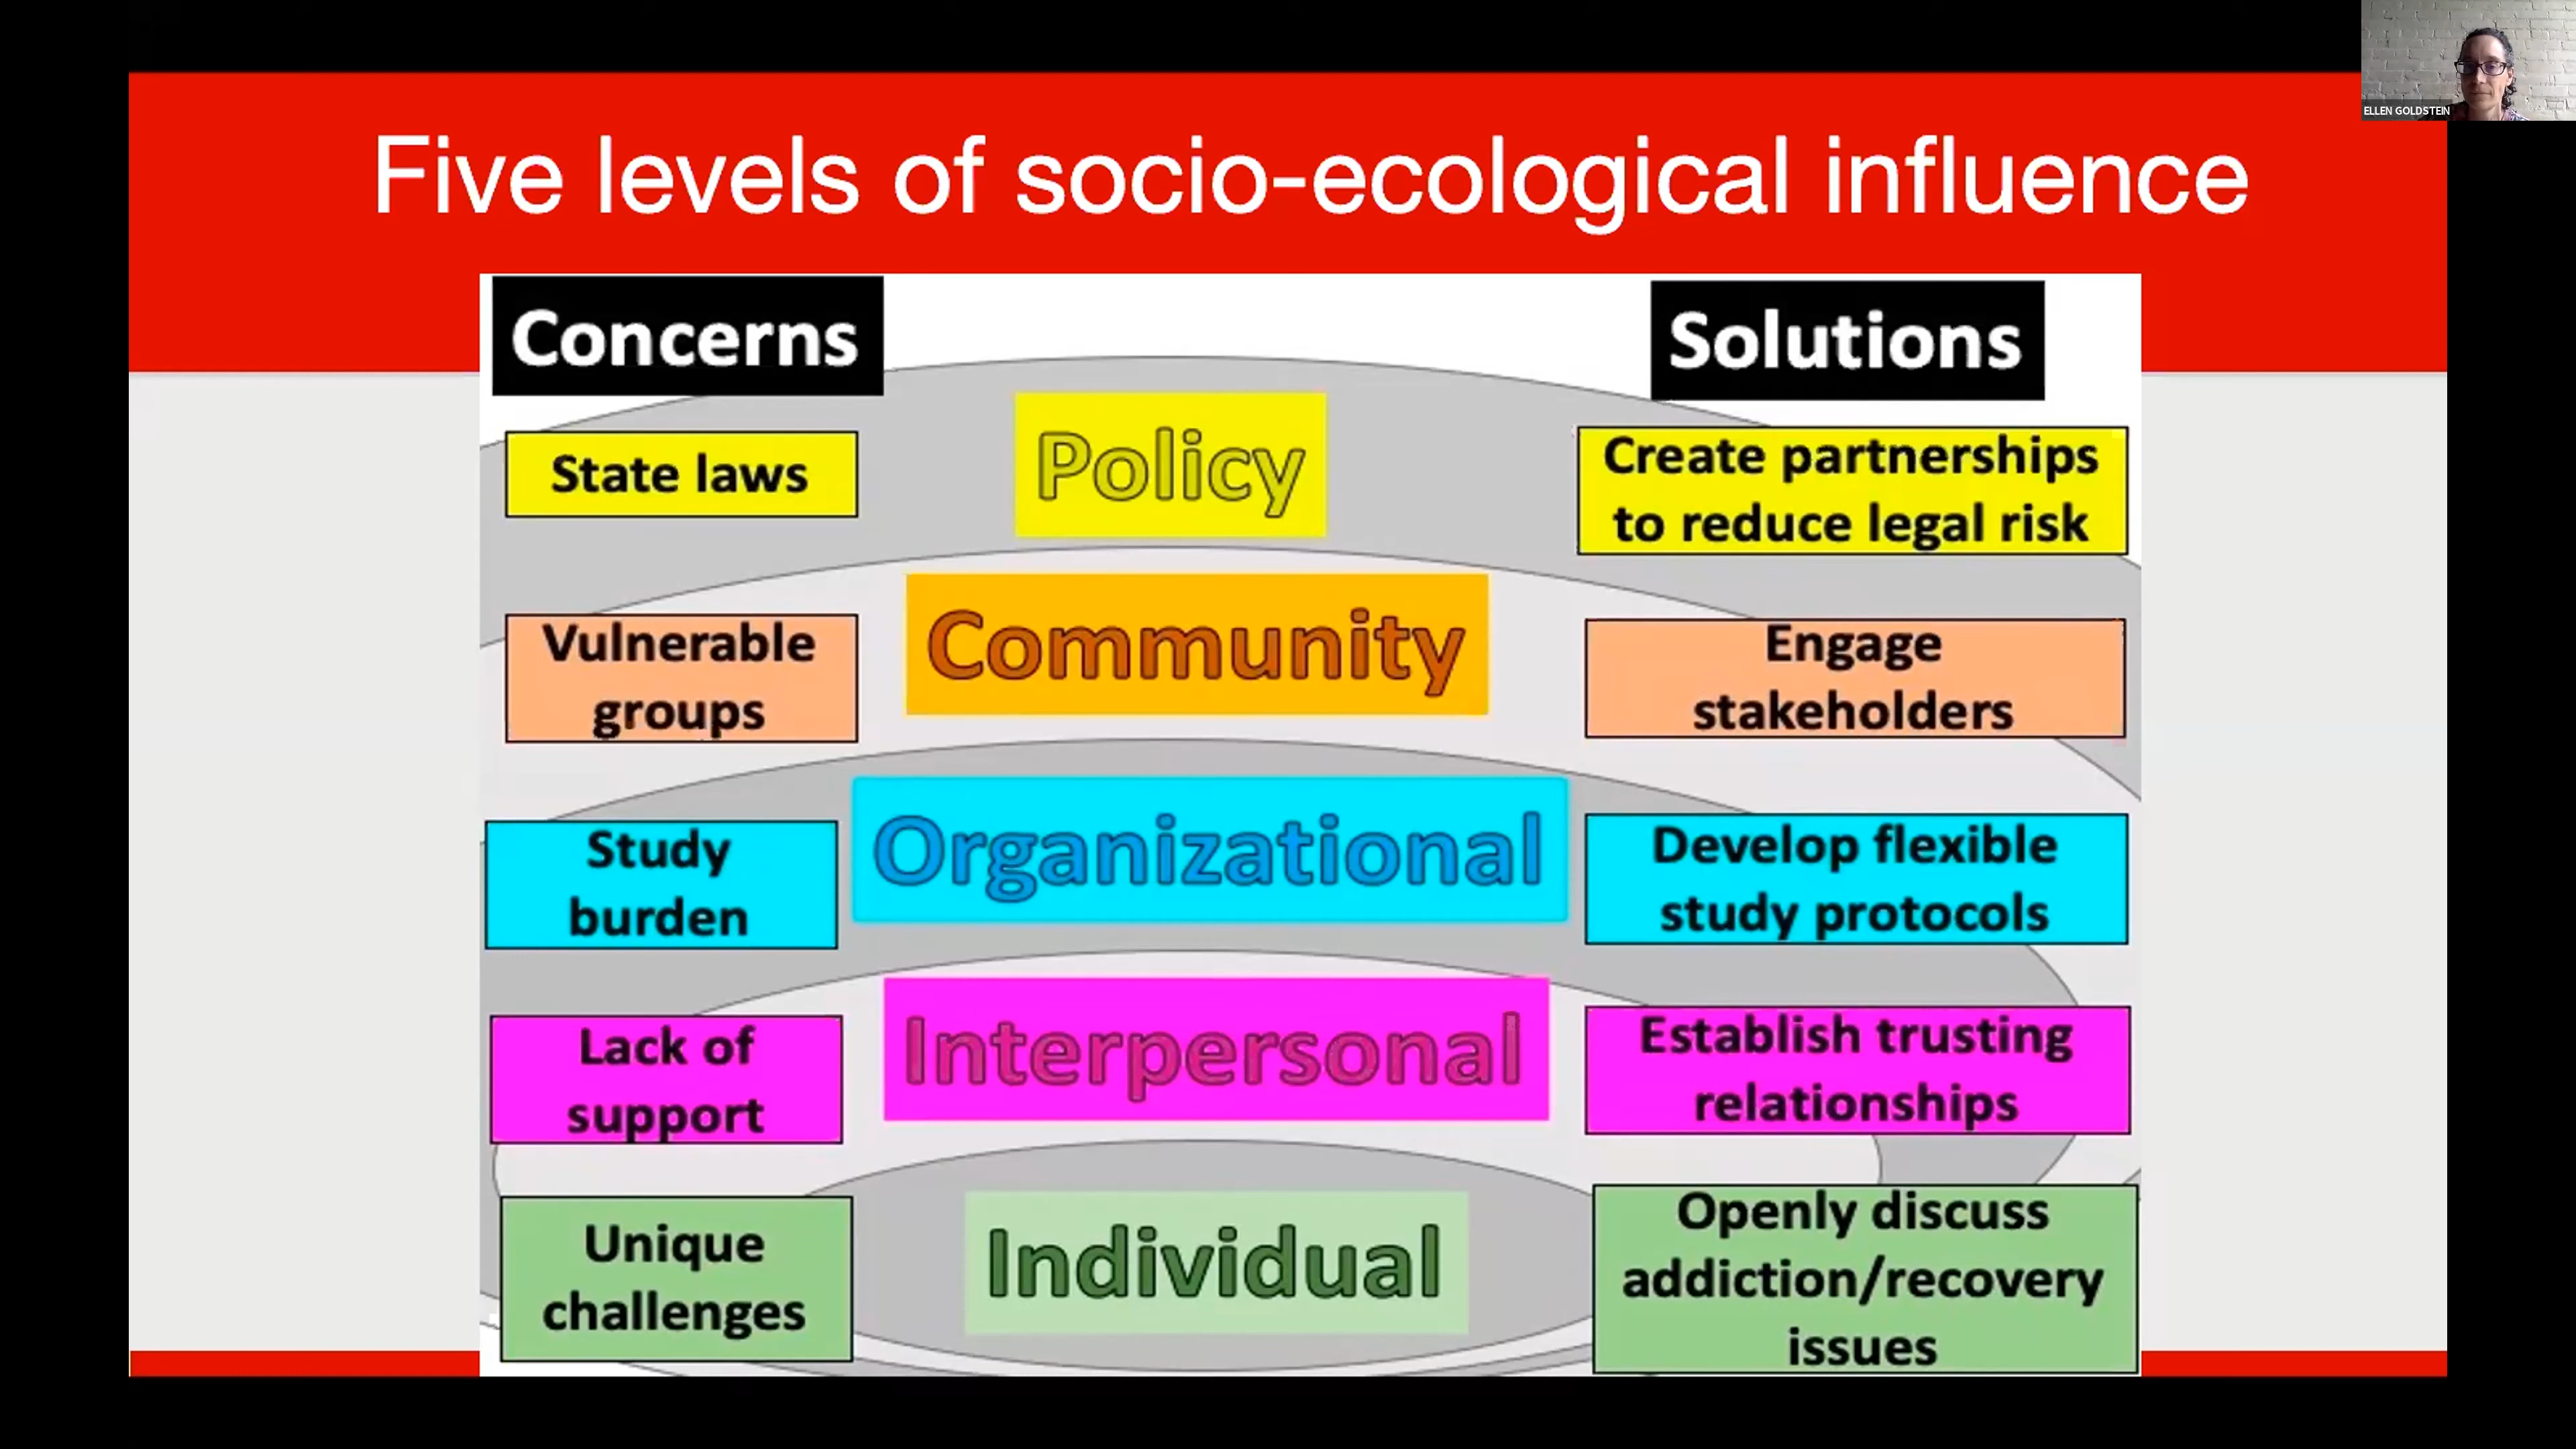 ELLEN GOLDSTEIN
Five levels of socio-ecological influence
Concerns
Solutions
State laws
Policy
Create partnerships
to reduce legal risk
Vulnerable
groups
Community
Engage
stakeholders
Study
burden
Organizational
Develop flexible
study protocols
Lack of
support
Interpersonal
Establish trusting
relationships
Unique
challenges
Individual
Openly discuss
addiction/recovery
issues